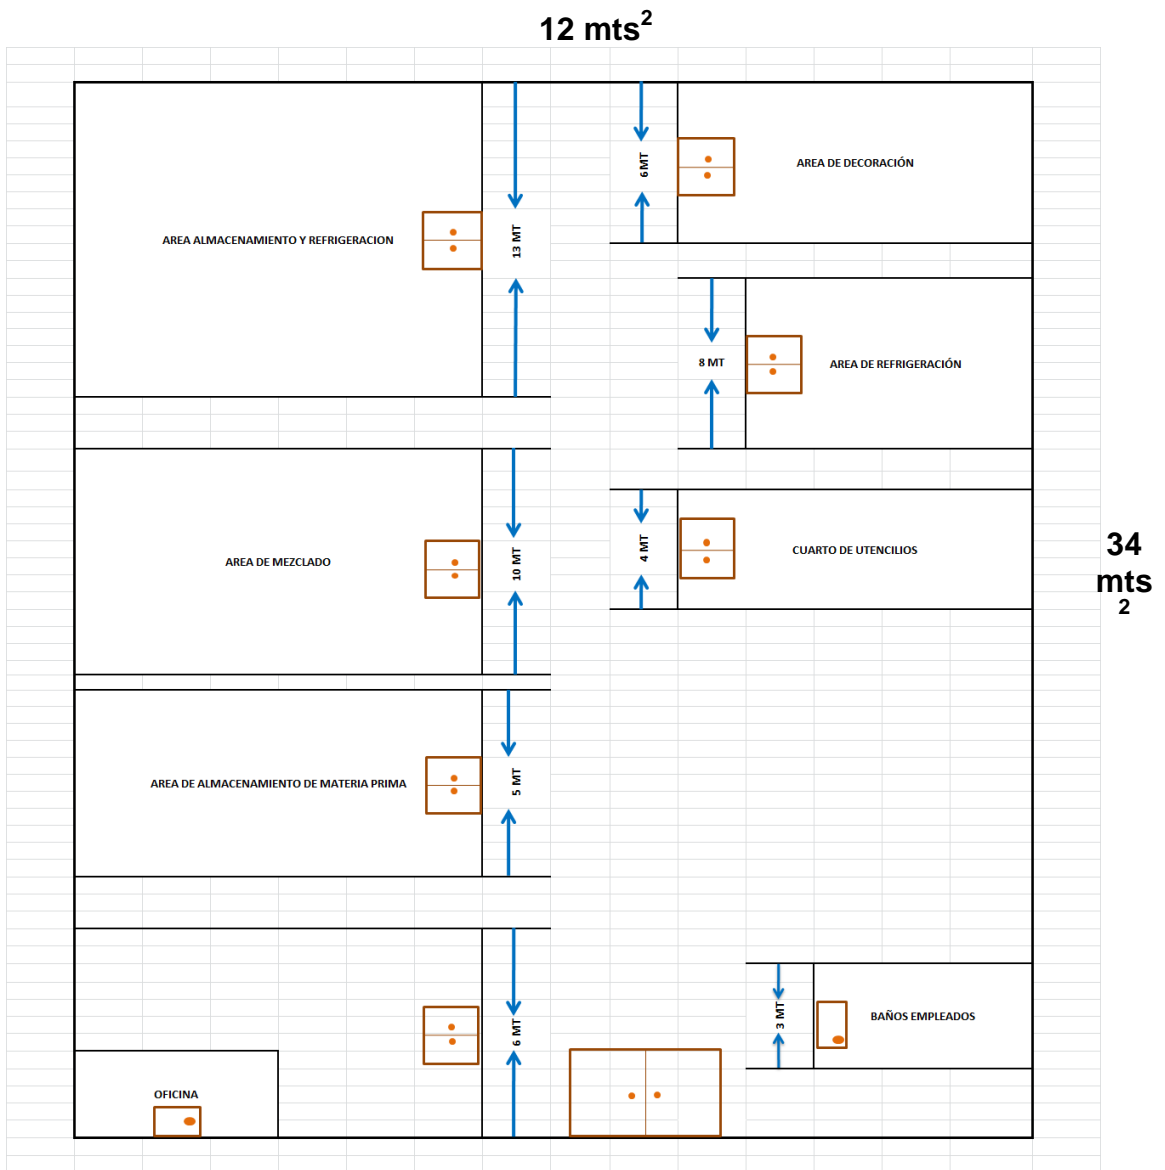 12 mts²
AREA DE DECORACIÓN
6 MT
AREA ALMACENAMIENTO Y REFRIGERACION
13 MT
8 MT
AREA DE REFRIGERACIÓN
34
mts
2
4 MT
CUARTO DE UTENCILIOS
AREA DE MEZCLADO
10 MT
AREA DE ALMACENAMIENTO DE MATERIA PRIMA
5 MT
3 MT
BAÑOS EMPLEADOS
6 MT
OFICINA